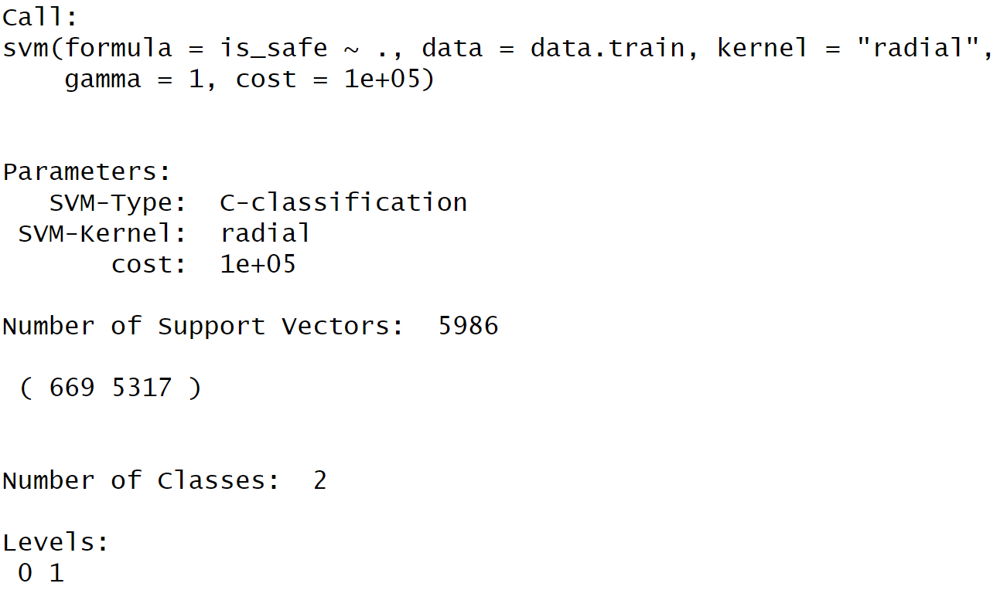 Call:
svm(formula = is_safe ~ ., data = data.train, kernel = "radial",
    gamma = 1, cost = 1e+05)
Parameters:
   SVM-Type:  C-classification
 SVM-Kernel:  radial
       cost:  1e+05
Number of Support Vectors:  5986
 ( 669 5317 )
Number of Classes:  2
Levels:
 0 1